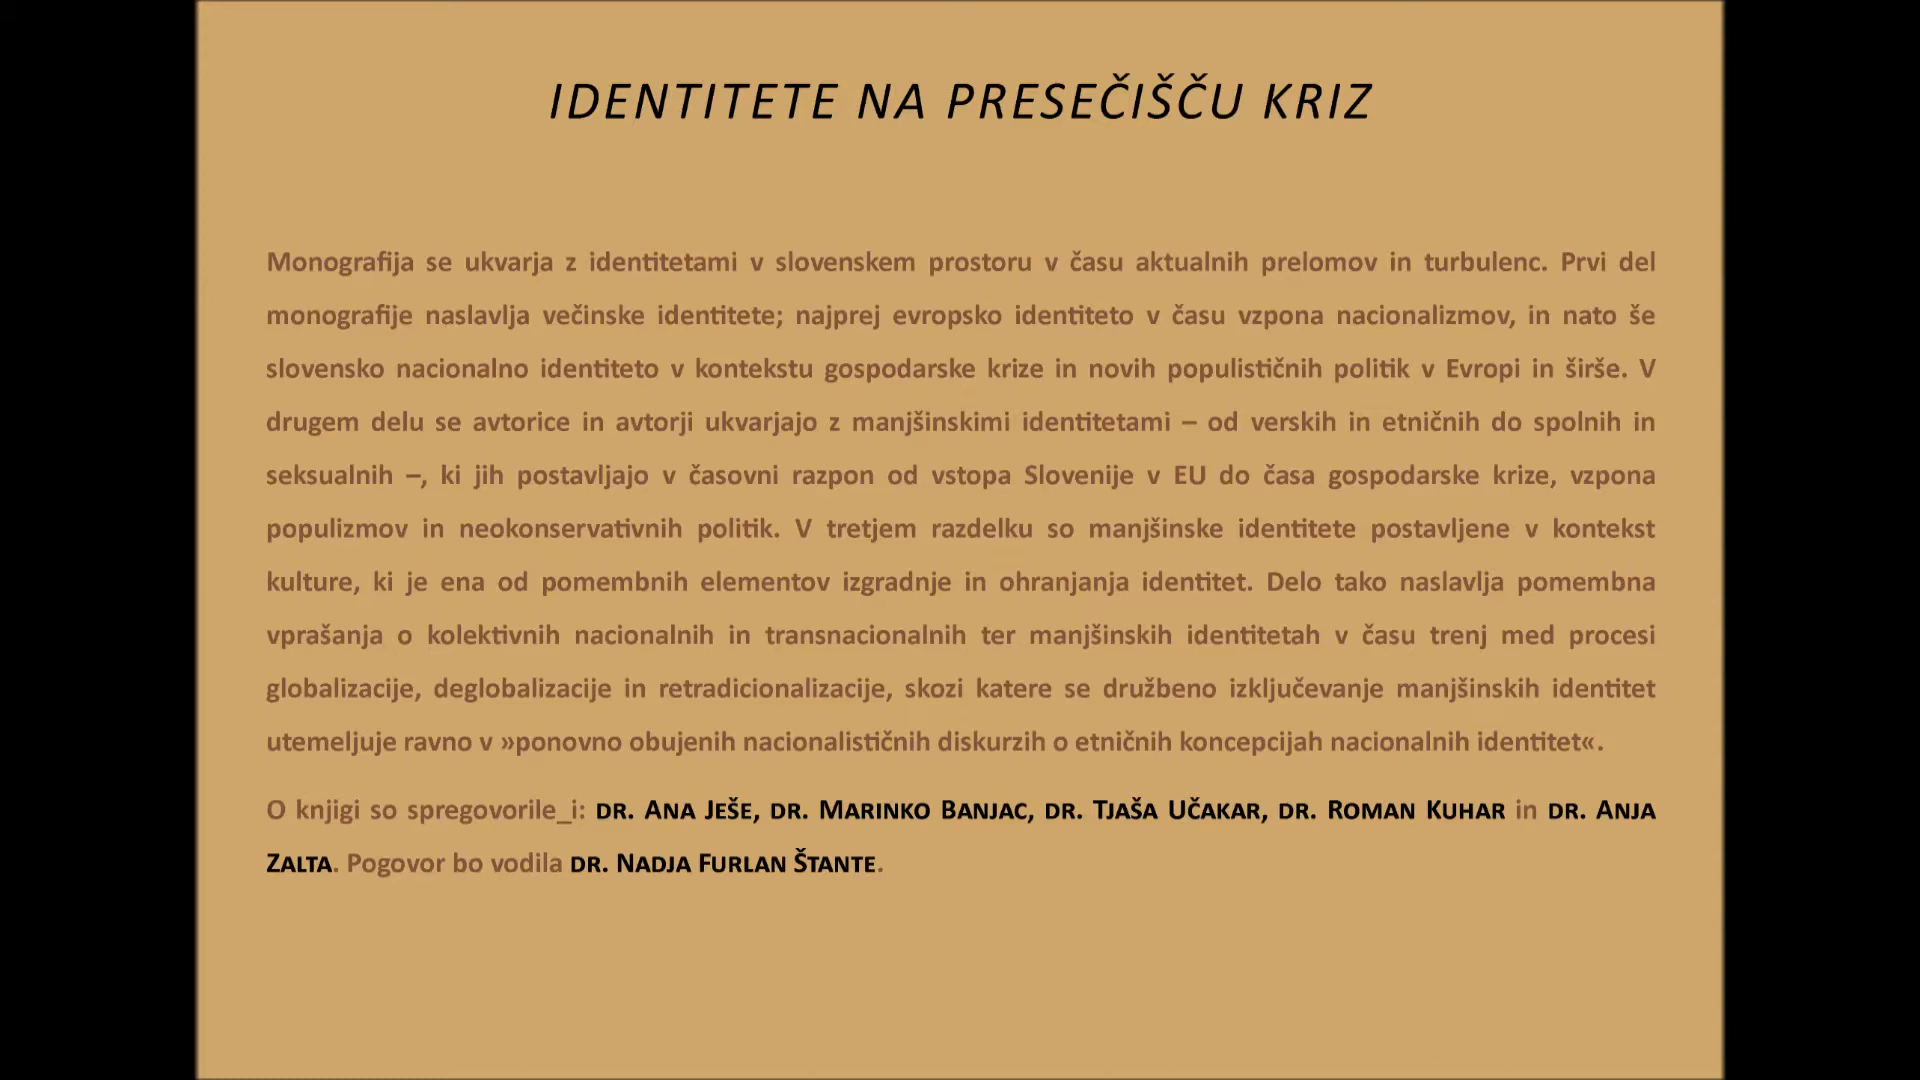 IDENTITETE NA PRESEČIŠČU KRIZ
Monografija se ukvarja z identitetami v slovenskem prostoru v času aktualnih prelomov in turbulenc. Prvi del
monografije naslavlja večinske identitete; najprej evropsko identiteto v času vzpona nacionalizmov, in nato še
slovensko nacionalno identiteto v kontekstu gospodarske krize in novih populističnih politik v Evropi in širše. V
drugem delu se avtorice in avtorji ukvarjajo z manjšinskimi identitetami – od verskih in etničnih do spolnih in
seksualnih –, ki jih postavljajo v časovni razpon od vstopa Slovenije v EU do časa gospodarske krize, vzpona
populizmov in neokonservativnih politik. V tretjem razdelku so manjšinske identitete postavljene v kontekst
kulture, ki je ena od pomembnih elementov izgradnje in ohranjanja identitet. Delo tako naslavlja pomembna
vprašanja o kolektivnih nacionalnih in transnacionalnih ter manjšinskih identitetah v času trenj med procesi
globalizacije, deglobalizacije in retradicionalizacije, skozi katere se družbeno izključevanje manjšinskih identitet
utemeljuje ravno v »ponovno obujenih nacionalističnih diskurzih o etničnih koncepcijah nacionalnih identitet«.
O knjigi so spregovorile_i: DR. ANA JEŠE, DR. MARINKO BANJAC, DR. TJAŠA UČAKAR, DR. ROMAN KUHAR in DR. ANJA
ZALTA. Pogovor bo vodila DR. NADJA FURLAN ŠTANTE.